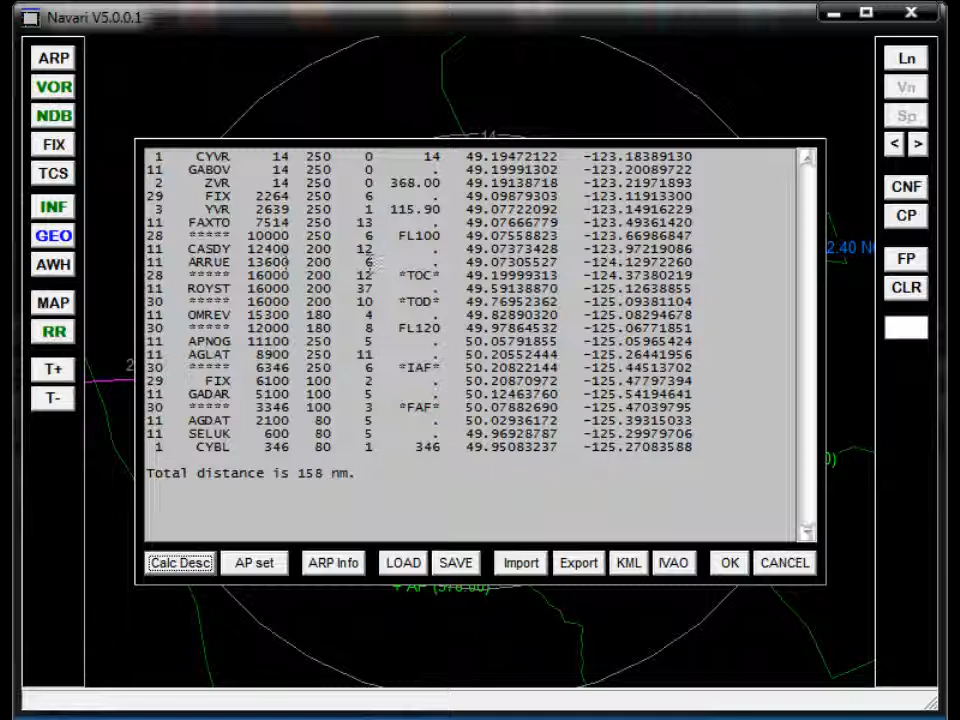 Navari V5.0.0.1
ARP
VOR
NDB
FIX
TCS
INF
GEO
AWH
MAP
RR
T+
T-
14
1 CYVR 14 250 0 14 49.19472122 -123.18389130
11 GABOV 14 250 0 . 49.19991302 -123.20089722
2 ZVR 14 250 0 368.00 49.19138718 -123.21971893
29 FIX 2264 250 6 . 49.09879303 -123.11913300
3 YVR 2639 250 1 115.90 49.07722092 -123.14916229
11 FAXTO 7514 250 13 . 49.07666779 -123.49361420
28 ***** 10000 250 6 FL100 49.07558823 -123.66986847
11 CASDY 12400 200 12 . 49.07373428 -123.97219086
11 ARRUE 13600 200 6 . 49.07305527 -124.12972260
28 ***** 16000 200 12 *TOC* 49.19999313 -124.37380219
11 ROYST 16000 200 37 . 49.59138870 -125.12638855
30 ***** 16000 200 10 *TOD* 49.76952362 -125.09381104
11 OMREV 15300 180 4 . 49.82890320 -125.08294678
30 ***** 12000 180 8 FL120 49.97864532 -125.06771851
11 APNOG 11100 250 5 . 50.05791855 -125.05965424
11 AGLAT 8900 250 11 . 50.20552444 -125.26441956
30 ***** 6346 250 6 *IAF* 50.20822144 -125.44513702
29 FIX 6100 100 2 . 50.20870972 -125.47797394
11 GADAR 5100 100 5 . 50.12463760 -125.54194641
30 ***** 3346 100 3 *FAF* 50.07882690 -125.47039795
11 AGDAT 2100 80 5 . 50.02936172 -125.39315033
11 SELUK 600 80 5 . 49.96928787 -125.29979706
1 CYBL 346 80 1 346 49.95083237 -125.27083588
Total distance is 158 nm.
Calc Desc AP set ARP Info LOAD SAVE Import Export KML IVAO OK CANCEL
Ln
Vn
Sp
< >
CNF
CP
FP
CLR
2.40
2